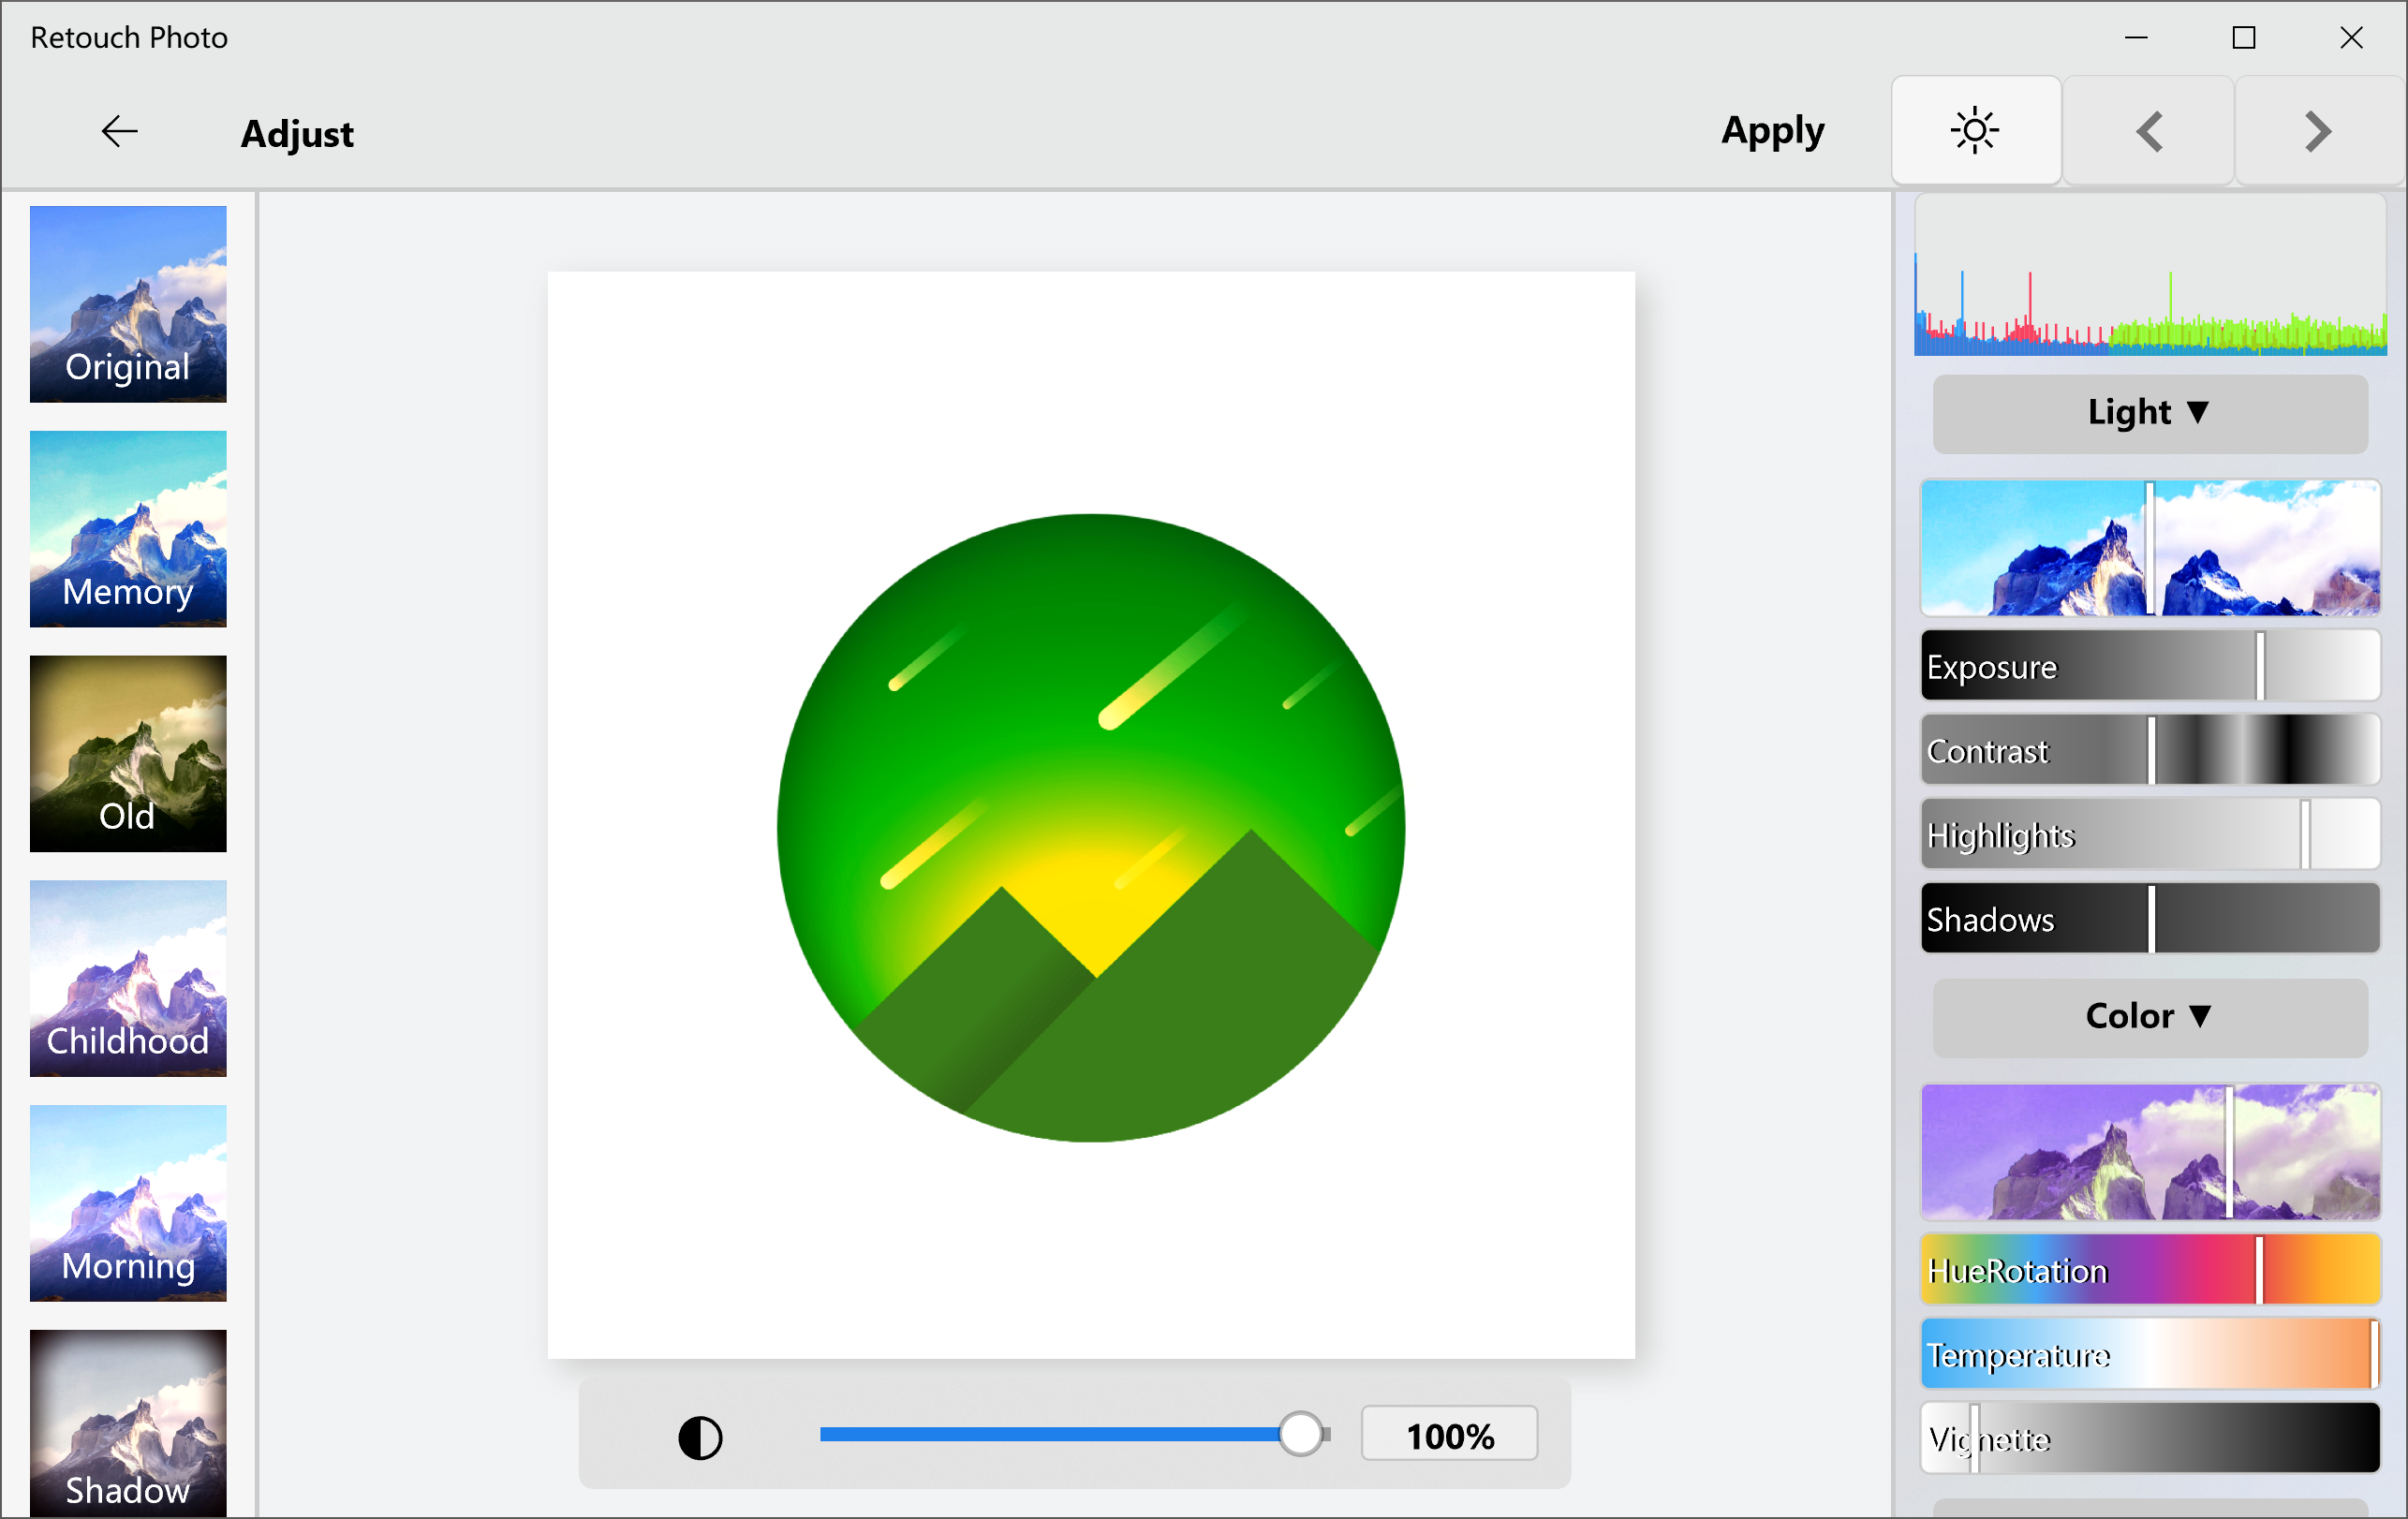 Retouch Photo
Adjust
Apply
Original
Memory
Old
Childhood
Morning
Shadow
100%
Light ▼
Exposure
Contrast
Highlights
Shadows
Color ▼
HueRotation
Temperature
Vignette